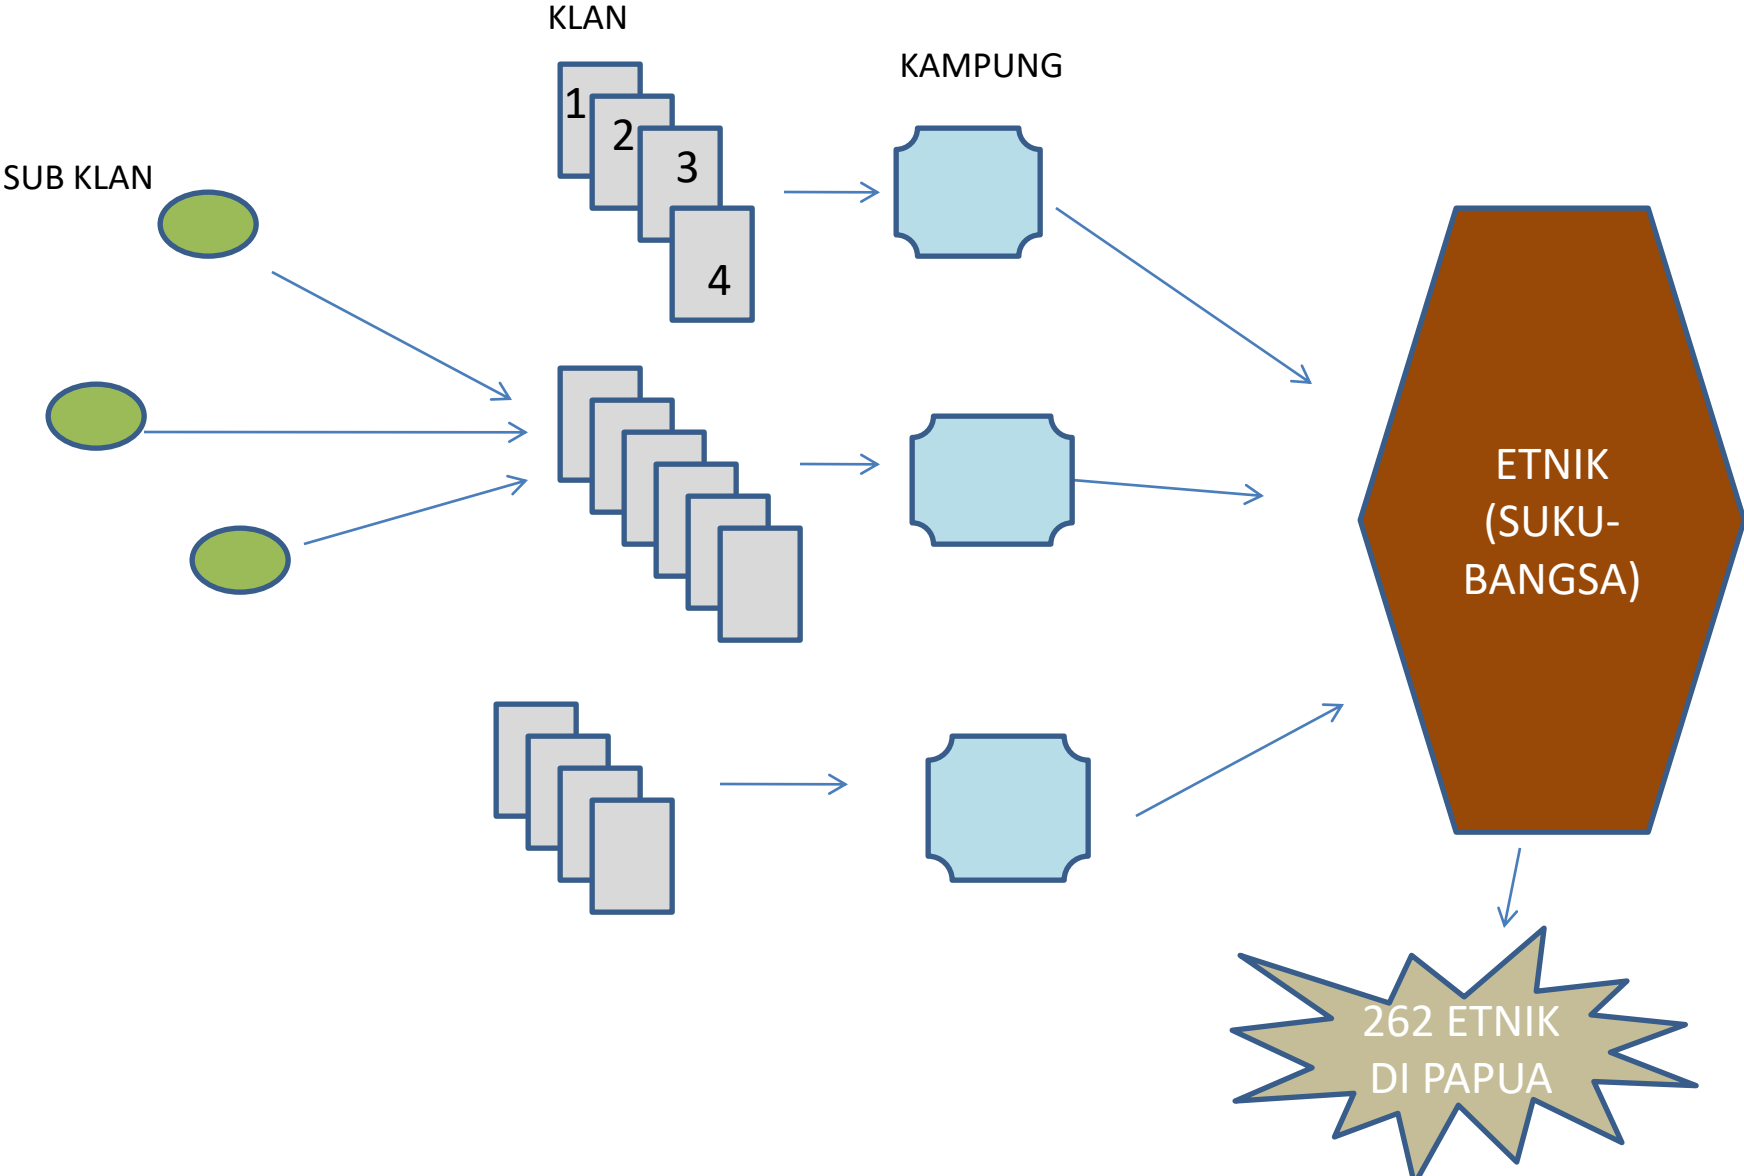 KLAN
KAMPUNG
SUB KLAN
1
2
3
4
ETNIK
(SUKU-
BANGSA)
262 ETNIK
DI PAPUA